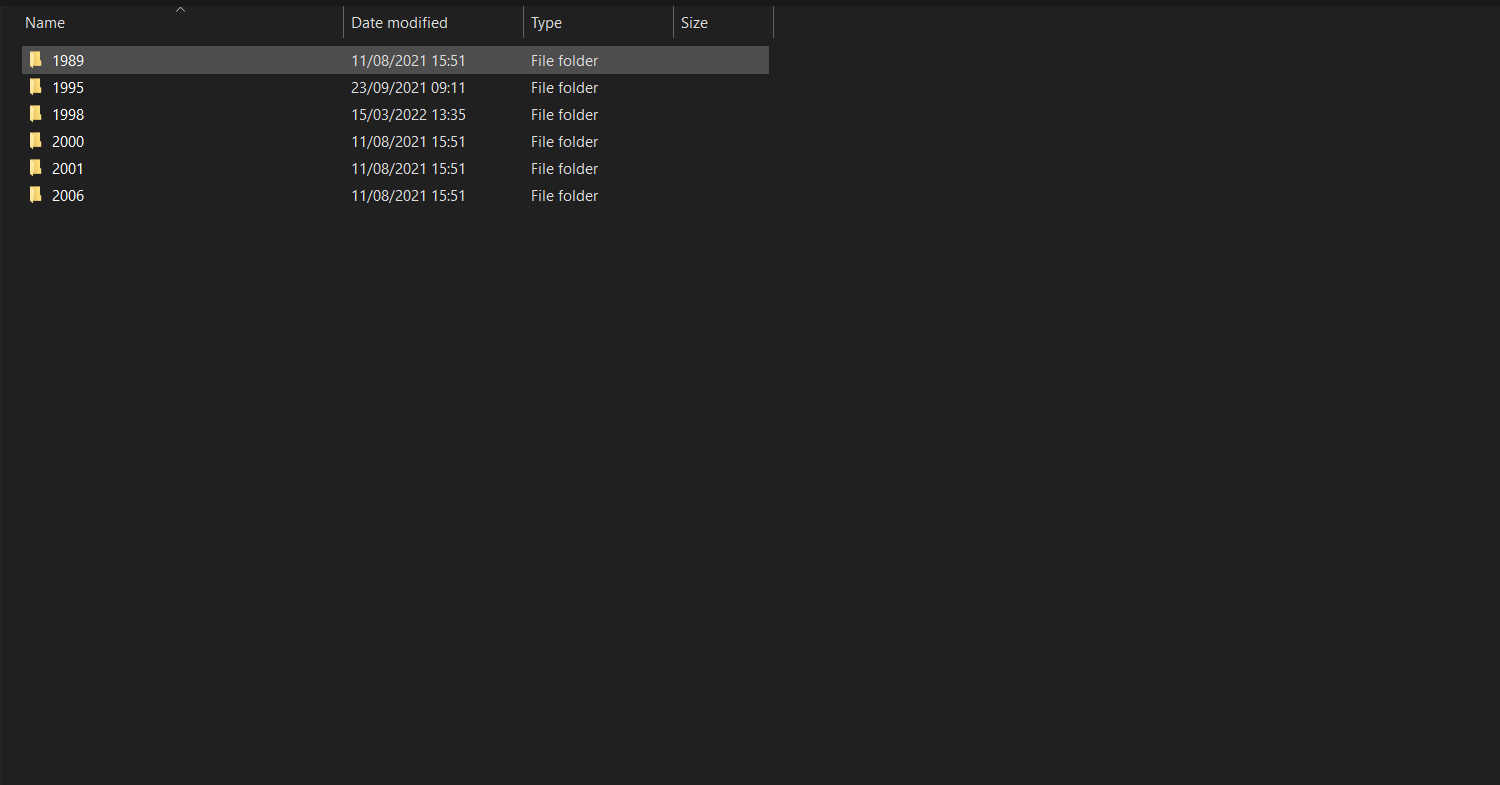 Name Date modified Type Size
1989 11/08/2021 15:51 File folder
1995 23/09/2021 09:11 File folder
1998 15/03/2022 13:35 File folder
2000 11/08/2021 15:51 File folder
2001 11/08/2021 15:51 File folder
2006 11/08/2021 15:51 File folder